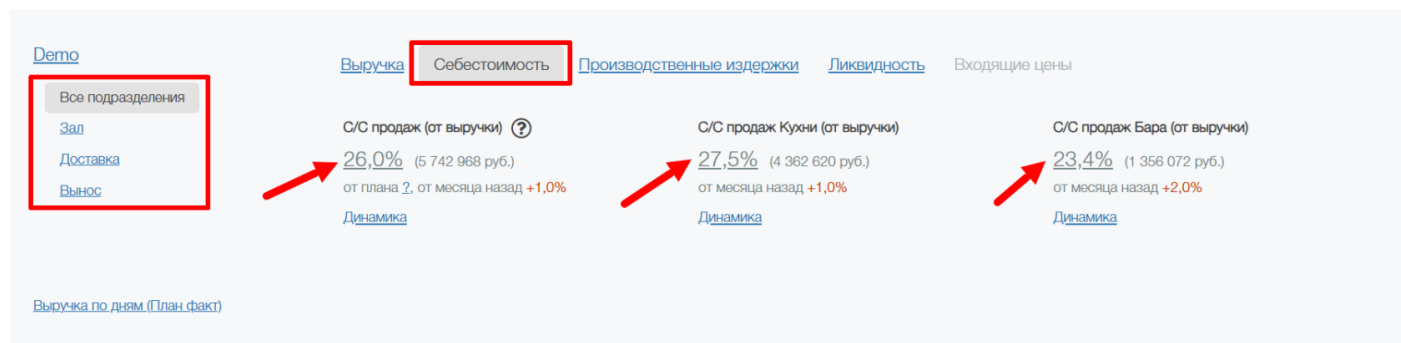 Demo
Все подразделения
Зал
Доставка
Вынос
Выручка по дням (План факт)
Выручка Себестоимость Производственные издержки Ликвидность Входящие цены
С/С продаж (от выручки) ?
26,0% (5 742 968 руб.)
от плана ?, от месяца назад +1,0%
Динамика
С/С продаж Кухни (от выручки)
27,5% (4 362 620 руб.)
от месяца назад +1,0%
Динамика
С/С продаж Бара (от выручки)
23,4% (1 356 072 руб.)
от месяца назад +2,0%
Динамика